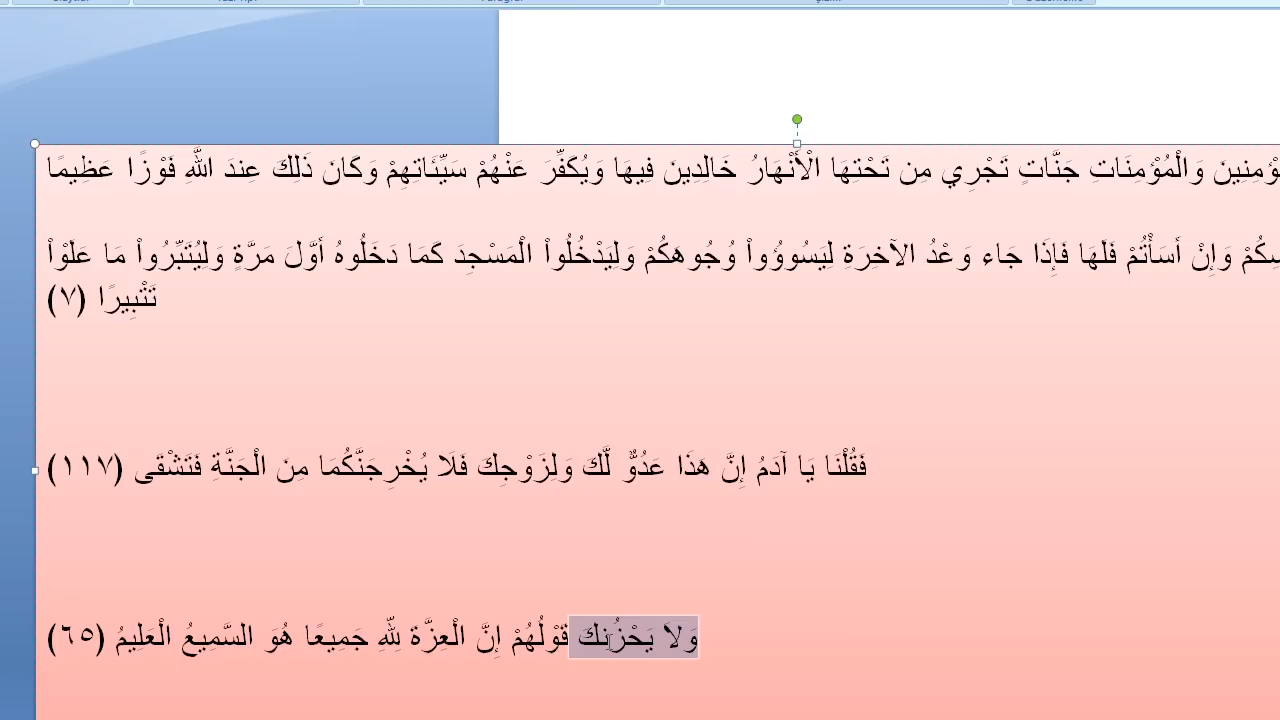 ؤْمِنِينَ وَالْمُؤْمِنَاتِ جَنَّاتٍ تَجْرِي مِن تَحْتِهَا الْأَنْهَارُ خَالِدِينَ فِيهَا وَيُكَفِّرَ عَنْهُمْ سَيِّئَاتِهِمْ وَكَانَ ذَلِكَ عِندَ اللَّهِ فَوْزًا عَظِيمًا
سِكُمْ وَإِنْ أَسَأْتُمْ فَلَهَا فَإِذَا جَاء وَعْدُ الآخِرَةِ لِيَسُوؤُواْ وُجُوهَكُمْ وَلِيَدْخُلُواْ الْمَسْجِدَ كَمَا دَخَلُوهُ أَوَّلَ مَرَّةٍ وَلِيُتَبِّرُواْ مَا عَلَوْاْ
تَتْبِيرًا (٧)
فَقُلْنَا يَا آدَمُ إِنَّ هَذَا عَدُوٌّ لَّكَ وَلِزَوْجِكَ فَلَا يُخْرِجَنَّكُمَا مِنَ الْجَنَّةِ فَتَشْقَى (١١٧)
وَلاَ يَحْزُنكَ قَوْلُهُمْ إِنَّ الْعِزَّةَ لِلّهِ جَمِيعًا هُوَ السَّمِيعُ الْعَلِيمُ (٦٥)